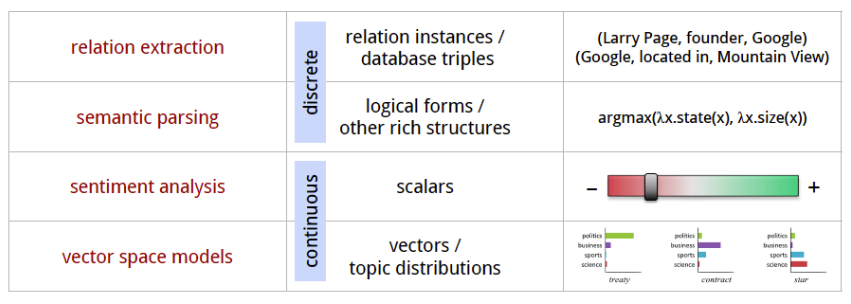 relation extraction
discrete
relation instances /
database triples
(Larry Page, founder, Google)
(Google, located in, Mountain View)
semantic parsing
logical forms /
other rich structures
argmax(λx.state(x), λx.size(x))
sentiment analysis
continuous
scalars
– +
vector space models
vectors /
topic distributions
politics
business
sports
science
treaty
politics
business
sports
science
contract
politics
business
sports
science
star